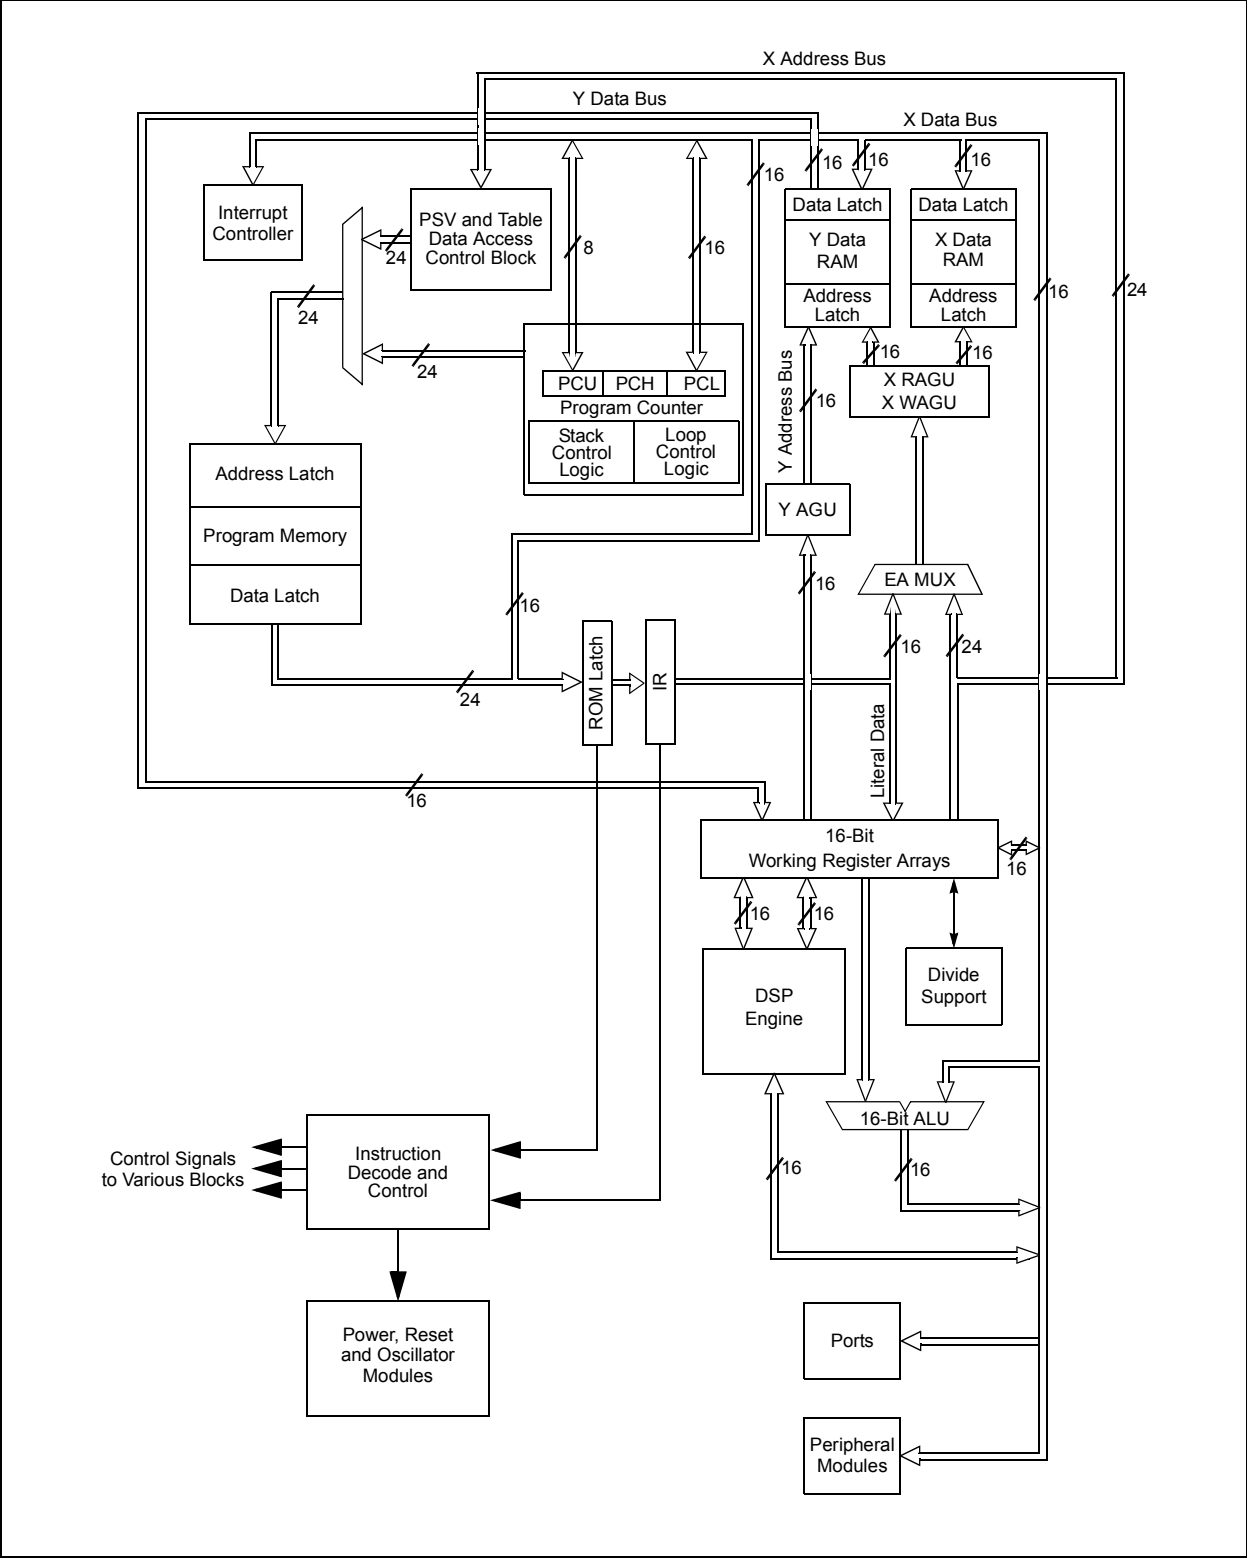 X Address Bus
Y Data Bus
X Data Bus
16
16
16
16
Interrupt
Controller
PSV and Table
Data Access
Control Block
24
8
16
Data Latch
Y Data
RAM
Address
Latch
Data Latch
X Data
RAM
Address
Latch
16
24
24
24
16
16
PCU
PCH
PCL
Program Counter
Stack
Control
Logic
Loop
Control
Logic
Y Address Bus
16
X RAGU
X WAGU
Address Latch
Program Memory
Data Latch
Y AGU
16
EA MUX
16
16
24
ROM Latch
IR
24
Literal Data
16
16-Bit
Working Register Arrays
16
16
16
DSP
Engine
Divide
Support
16-Bit ALU
16
16
Control Signals
to Various Blocks
Instruction
Decode and
Control
Power, Reset
and Oscillator
Modules
Ports
Peripheral
Modules